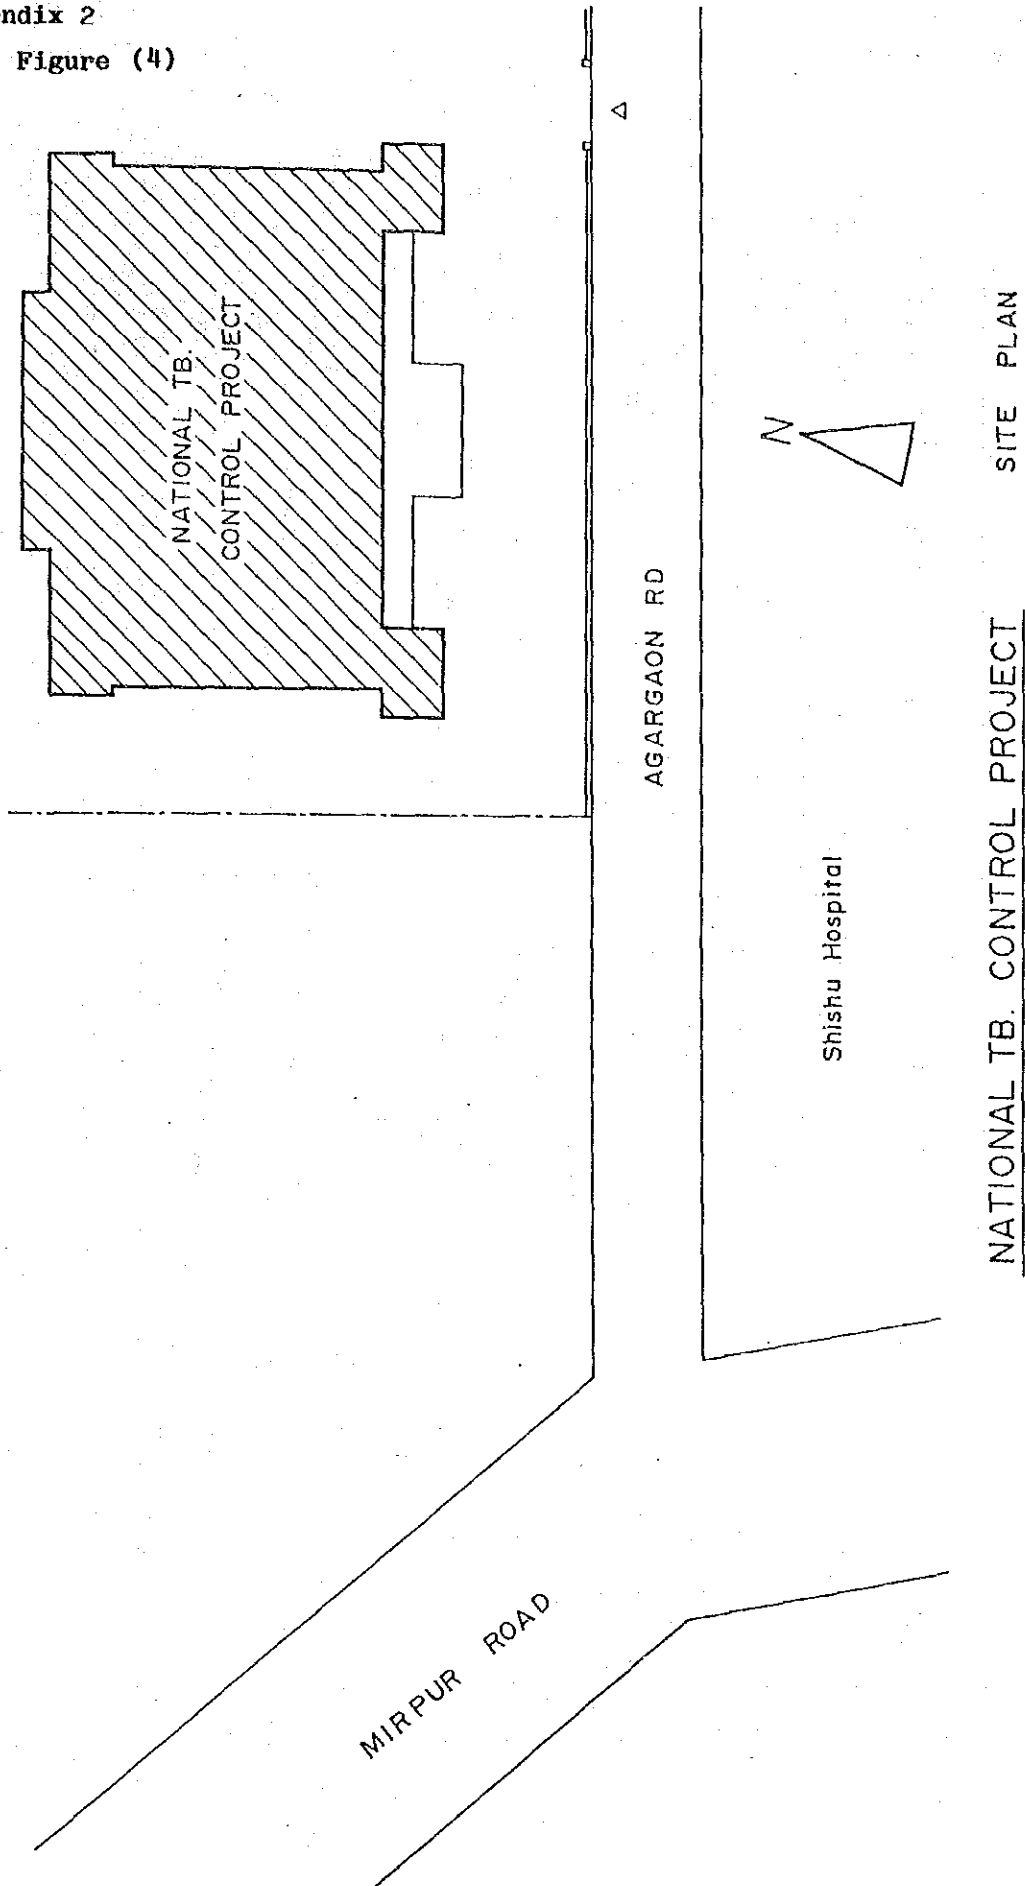 ndix 2
Figure (4)
NATIONAL TB.
CONTROL PROJECT
AGARGAON RD
N
Shishu Hospital
MIRPUR ROAD
NATIONAL TB. CONTROL PROJECT SITE PLAN